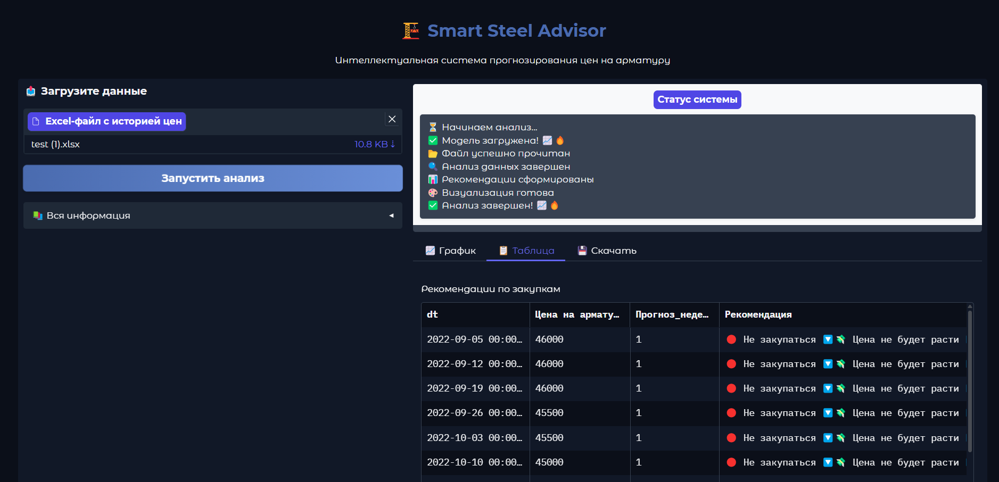 Smart Steel Advisor
Интеллектуальная система прогнозирования цен на арматуру
Загрузите данные
Excel-файл с историей цен
test (1).xlsx
10.8 KB ↓
Запустить анализ
Вся информация
Статус системы
Начинаем анализ...
Модель загружена!
Файл успешно прочитан
Анализ данных завершен
Рекомендации сформированы
Визуализация готова
Анализ завершен!
График Таблица Скачать
Рекомендации по закупкам
dt Цена на армату… Прогноз_неде… Рекомендация
2022-09-05 00:00… 46000 1 Не закупаться Цена не будет расти
2022-09-12 00:00… 46000 1 Не закупаться Цена не будет расти
2022-09-19 00:00… 46000 1 Не закупаться Цена не будет расти
2022-09-26 00:00… 45500 1 Не закупаться Цена не будет расти
2022-10-03 00:00… 45500 1 Не закупаться Цена не будет расти
2022-10-10 00:00… 45000 1 Не закупаться Цена не будет расти